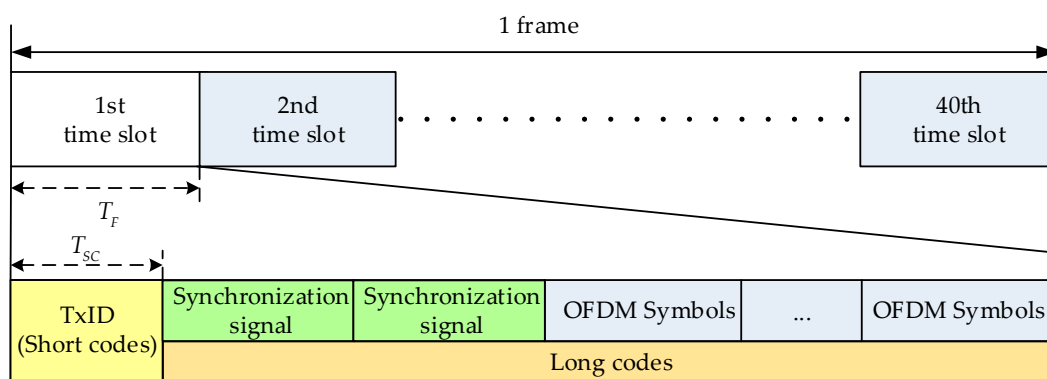 1 frame
1st
time slot
2nd
time slot
40th
time slot
T_F
T_SC
TxID
(Short codes)
Synchronization
signal
Synchronization
signal
OFDM Symbols
...
OFDM Symbols
Long codes